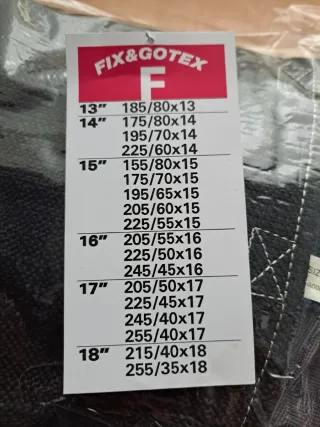 FIX&GOTEX
F
13" 185/80x13
14" 175/80x14
195/70x14
225/60x14
15" 155/80x15
175/70x15
195/65x15
205/60x15
225/55x15
16" 205/55x16
225/50x16
245/45x16
17" 205/50x17
225/45x17
245/40x17
255/40x17
18" 215/40x18
255/35x18